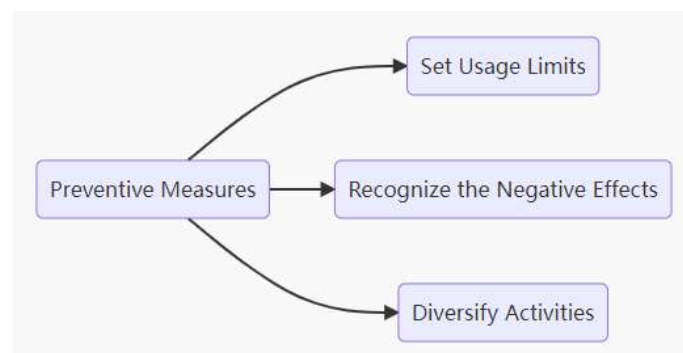 Set Usage Limits
Preventive Measures
Recognize the Negative Effects
Diversify Activities